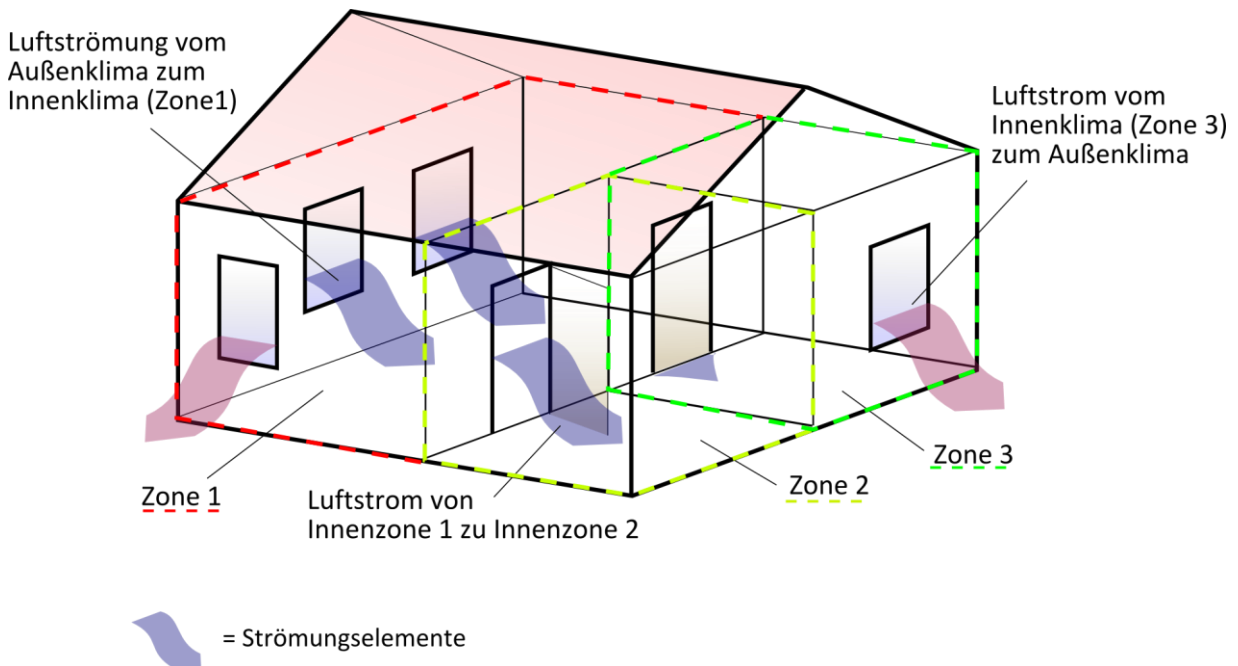 Luftströmung vom
Außenklima zum
Innenklima (Zone1)
Luftstrom vom
Innenklima (Zone 3)
zum Außenklima
Zone 1
Luftstrom von
Innenzone 1 zu Innenzone 2
Zone 2
Zone 3
= Strömungselemente